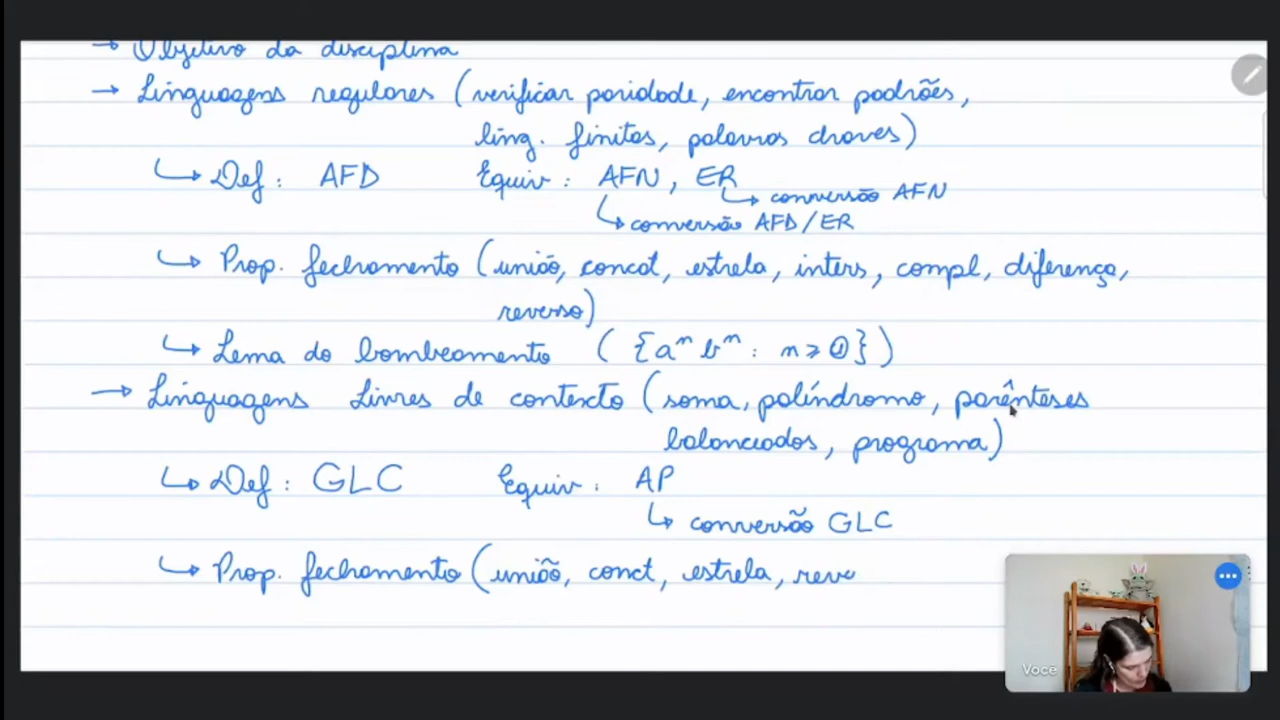 → Objetivo da disciplina
→ Linguagens regulares (verificar paridade, encontrar padrões,
ling. finitas, palavras chaves)
↳ Def: AFD Equiv: AFN, ER
↳ conversão AFN
↳ conversão AFD/ER
↳ Prop. fechamento (união, concat, estrela, inters, compl, diferença,
reverso)
↳ Lema do bombeamento ({aⁿbⁿ: n ≥ 0})
→ Linguagens Livres de contexto (soma, palíndromo, parênteses
balanceados, programa)
↳ Def: GLC Equiv: AP
↳ conversão GLC
↳ Prop. fechamento (união, conct, estrela, reve
Você